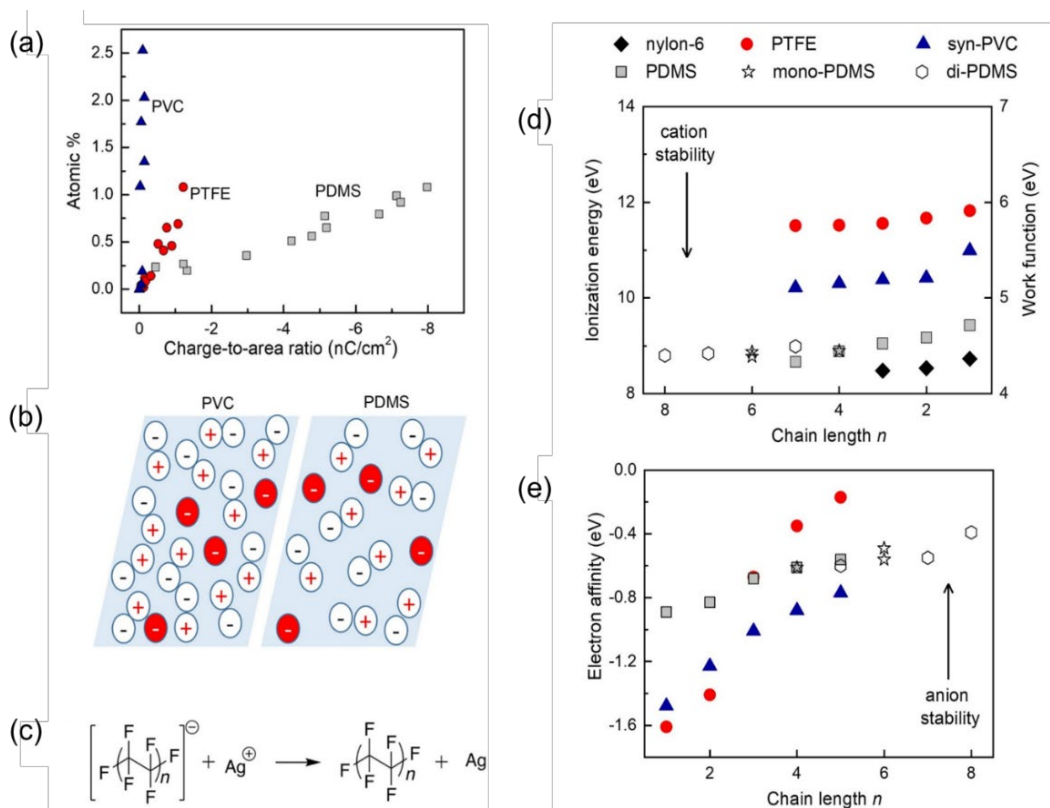 (a)
2.5
2.0
1.5
1.0
0.5
0.0
Atomic %
PVC
PTFE
PDMS
0 -2 -4 -6 -8
Charge-to-area ratio (nC/cm²)
(b)
PVC PDMS
(c)
F F F F F F n ⊖ + Ag⊕ → F F F F F F n + Ag
nylon-6 PTFE syn-PVC
PDMS mono-PDMS di-PDMS
(d)
14
12
10
8
Ionization energy (eV)
cation
stability
7
6
5
4
Work function (eV)
8 6 4 2
Chain length n
(e)
0.0
-0.4
-0.8
-1.2
-1.6
Electron affinity (eV)
anion
stability
2 4 6 8
Chain length n